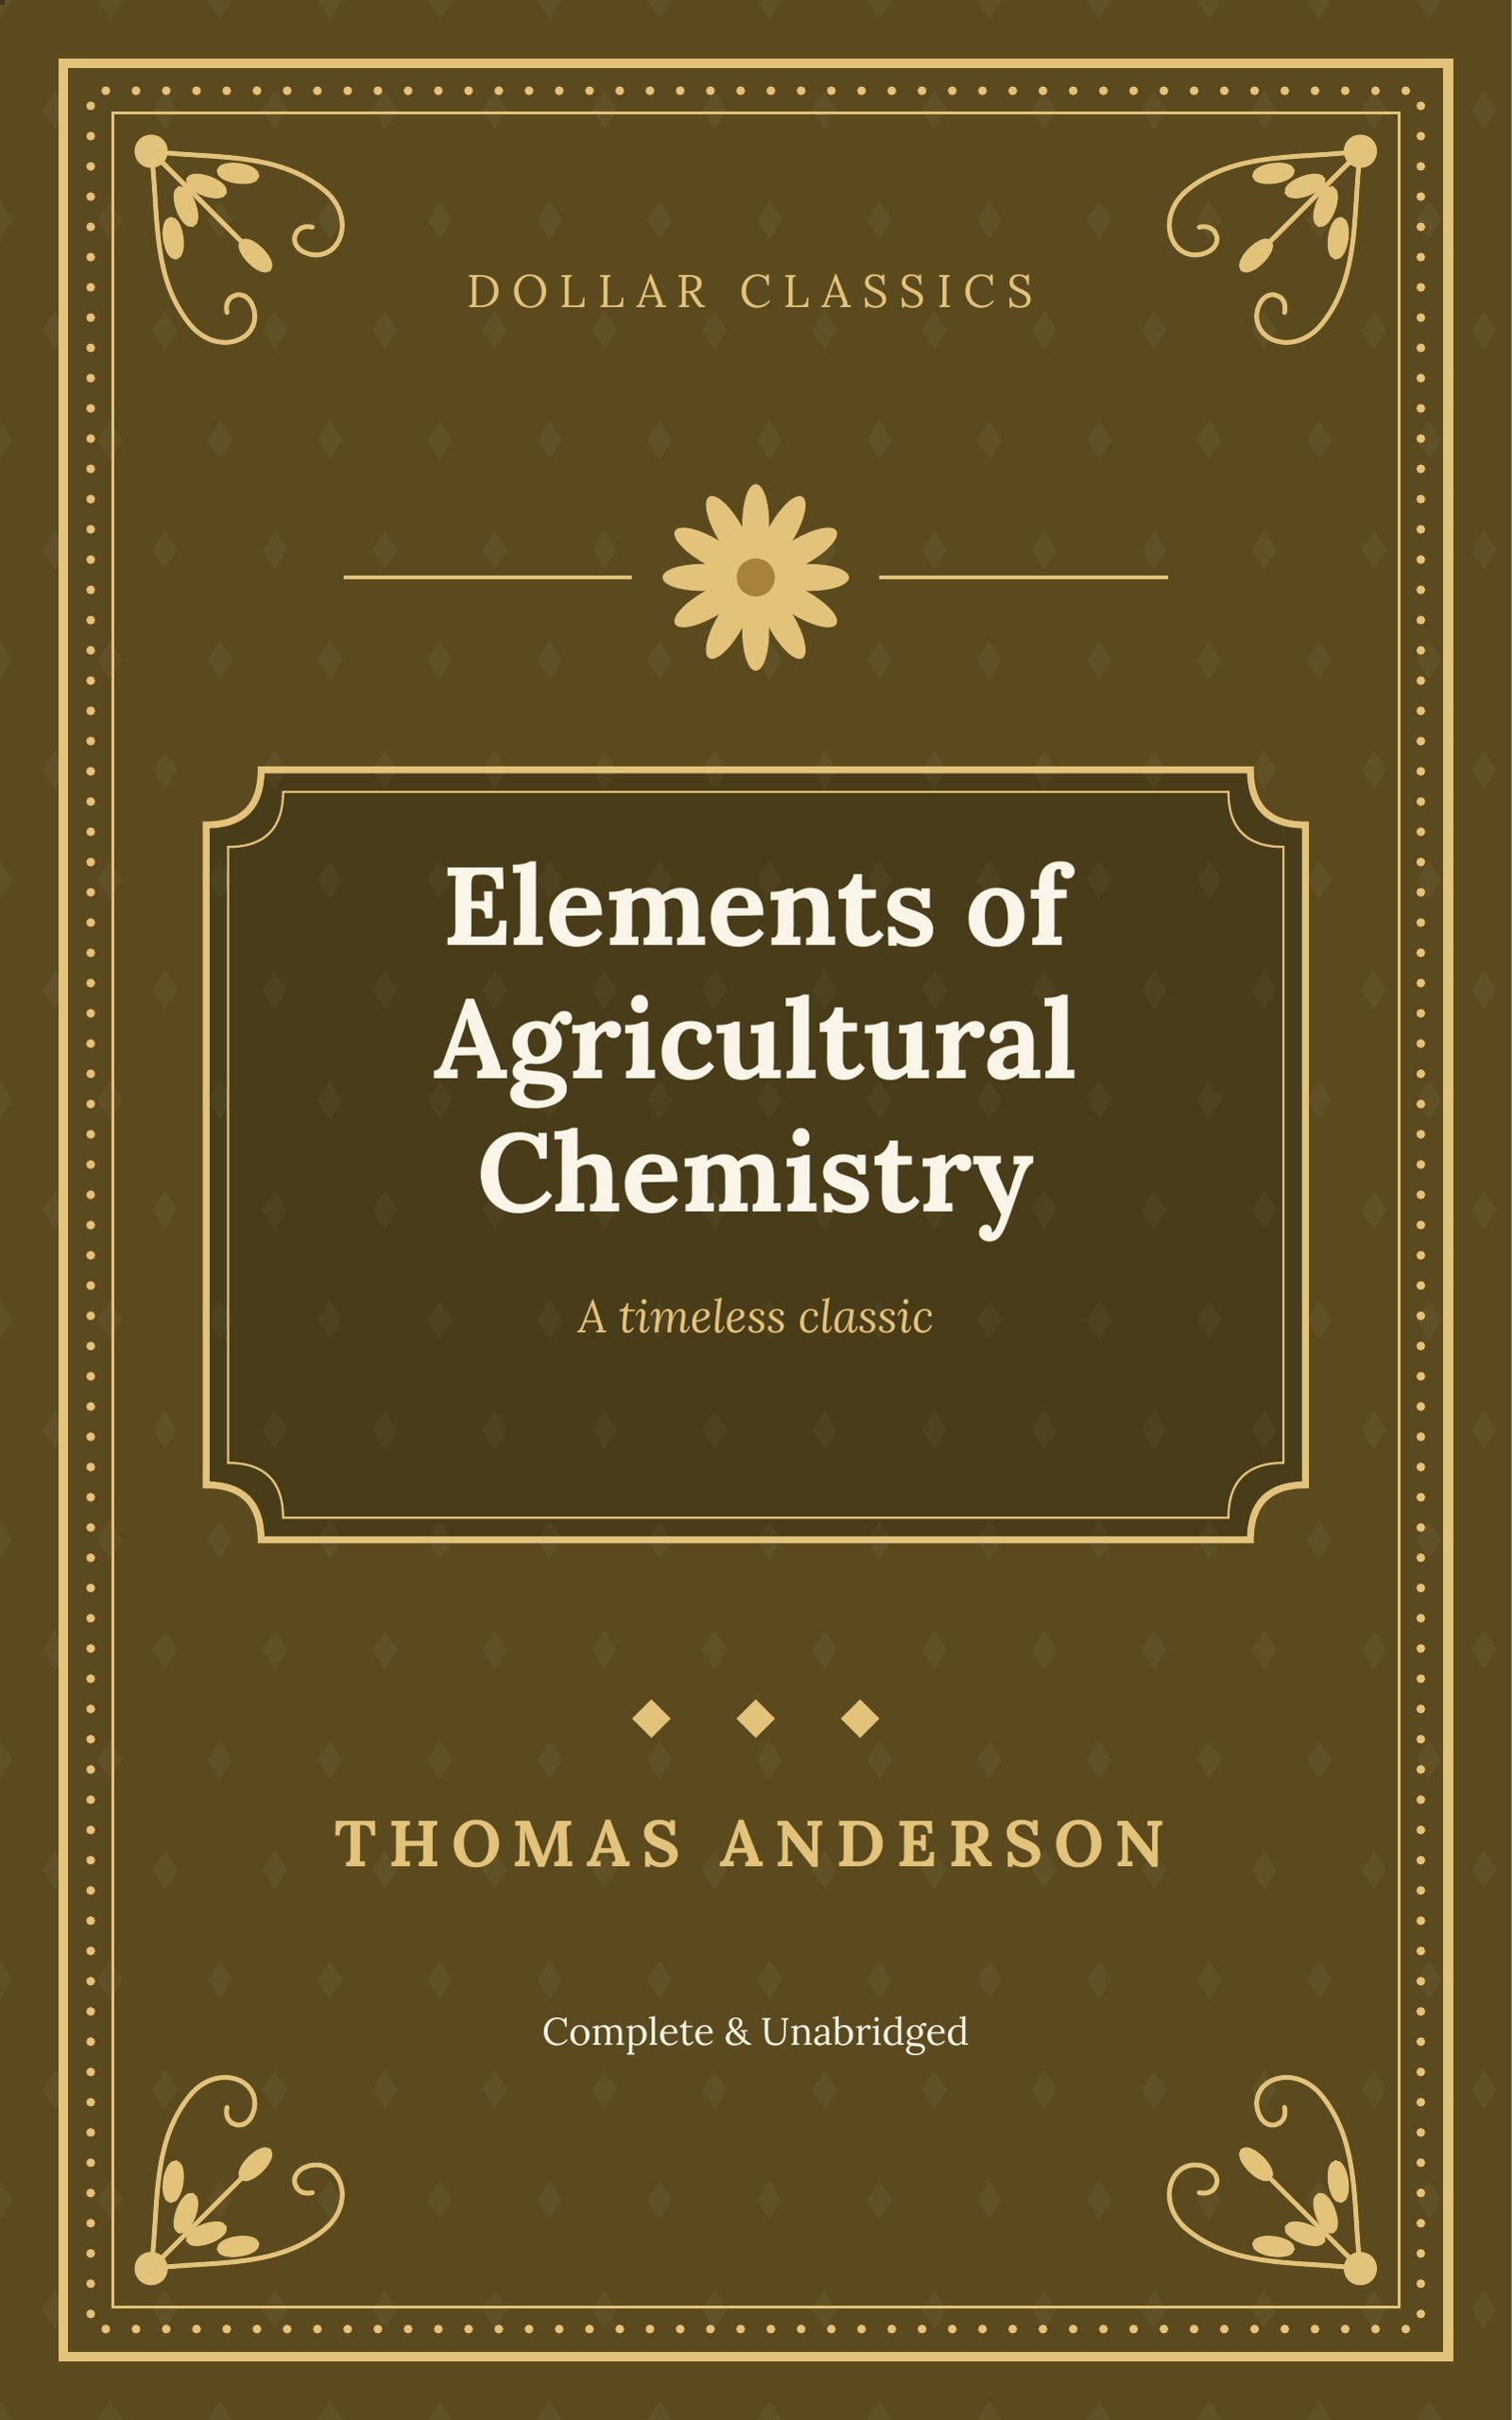 DOLLAR CLASSICS
Elements of
Agricultural
Chemistry
A timeless classic
THOMAS ANDERSON
Complete & Unabridged